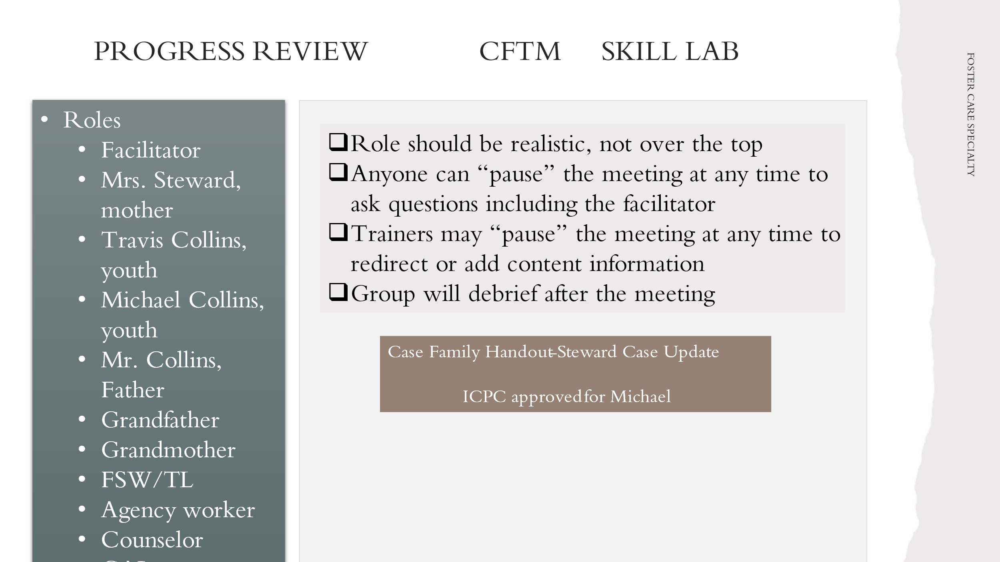 PROGRESS REVIEW CFTM SKILL LAB
FOSTER CARE SPECIALTY
• Roles
• Facilitator
• Mrs. Steward,
mother
• Travis Collins,
youth
• Michael Collins,
youth
• Mr. Collins,
Father
• Grandfather
• Grandmother
• FSW/TL
• Agency worker
• Counselor
❑Role should be realistic, not over the top
❑Anyone can “pause” the meeting at any time to
ask questions including the facilitator
❑Trainers may “pause” the meeting at any time to
redirect or add content information
❑Group will debrief after the meeting
Case Family Handout–Steward Case Update
ICPC approved for Michael